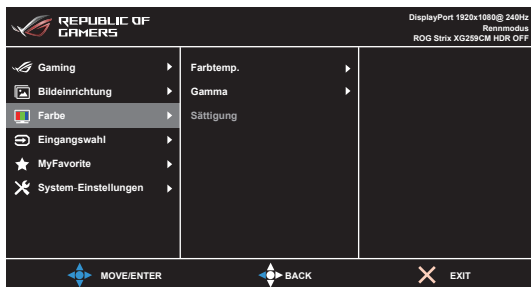 REPUBLIC OF
GAMERS
DisplayPort 1920x1080@ 240Hz
Rennmodus
ROG Strix XG259CM HDR OFF
Gaming
Bildeinrichtung
Farbe
Eingangswahl
MyFavorite
System-Einstellungen
Farbtemp.
Gamma
Sättigung
MOVE/ENTER
BACK
EXIT